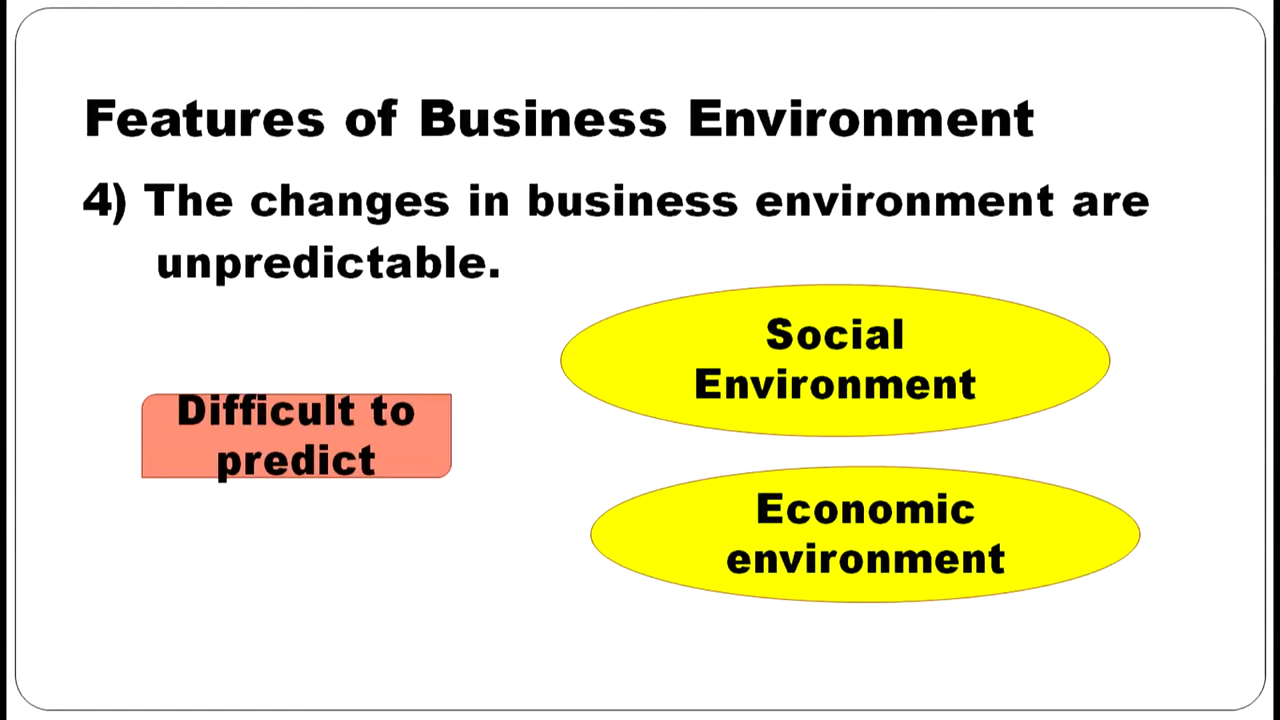 Features of Business Environment
4) The changes in business environment are
unpredictable.
Social
Environment
Difficult to
predict
Economic
environment